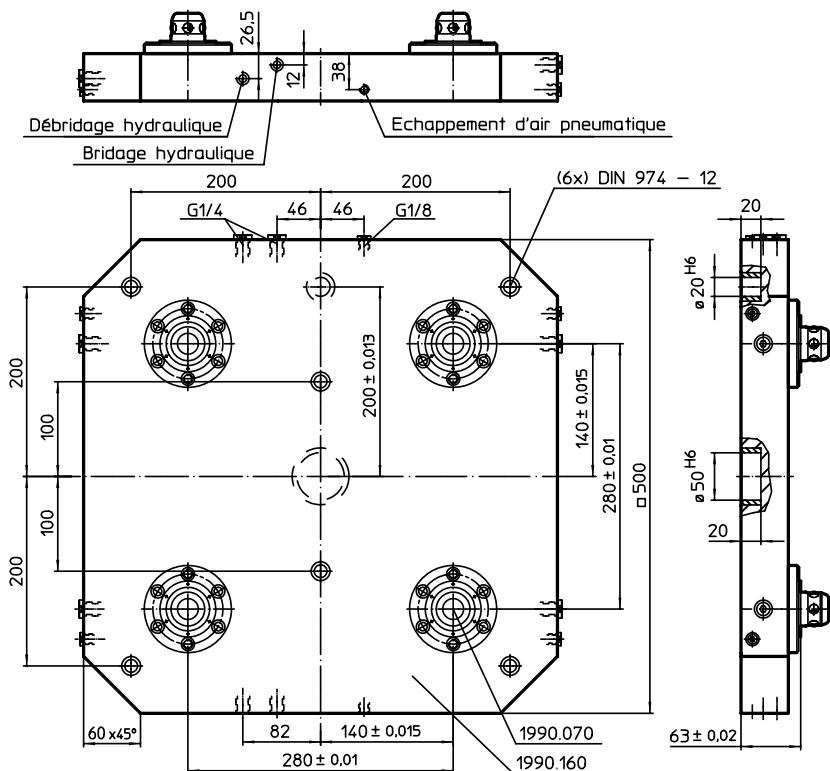 26,5
12
38
Débridage hydraulique
Echappement d'air pneumatique
Bridage hydraulique
200
200
(6x) DIN 974 – 12
G1/4
46
46
G1/8
20
ø20 H6
200
100
200±0,013
140±0,015
280±0,01
□500
ø50 H6
100
200
20
60x45°
82
140±0,015
1990.070
63±0,02
280±0,01
1990.160